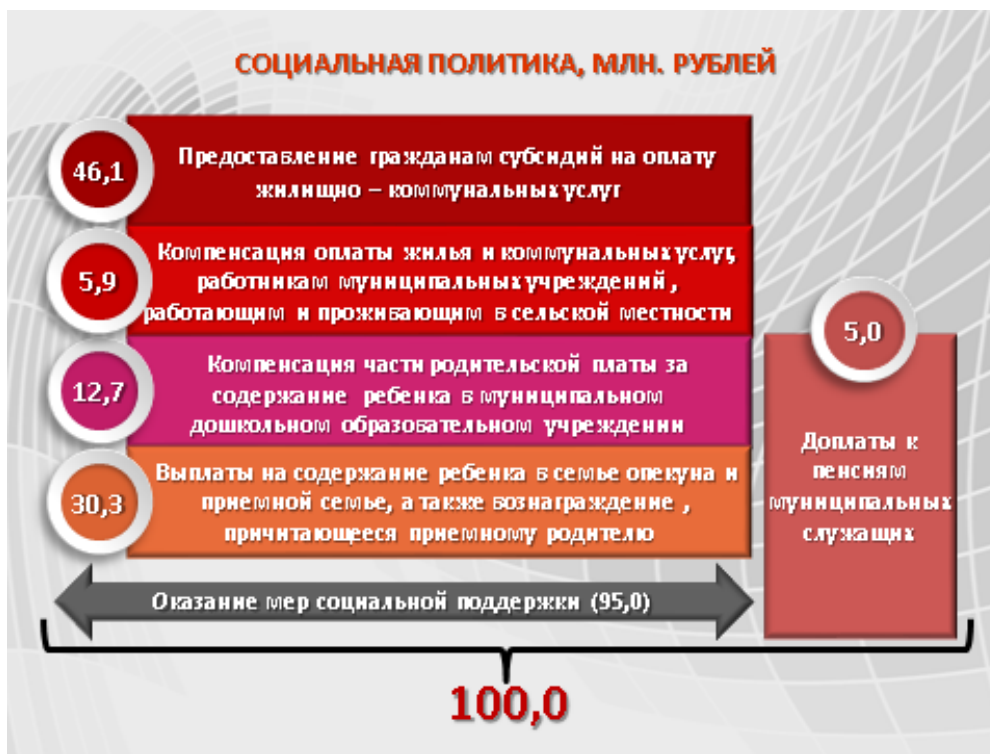 СОЦИАЛЬНАЯ ПОЛИТИКА, МЛН. РУБЛЕЙ
46,1
Предоставление гражданам субсидий на оплату
жилищно – коммунальных услуг
5,9
Компенсация оплаты жилья и коммунальных услуг,
работникам муниципальных учреждений ,
работающим и проживающим в сельской местности
12,7
Компенсация части родительской платы за
содержание ребенка в муниципальном
дошкольном образовательном учреждении
30,3
Выплаты на содержание ребенка в семье опекуна и
приемной семье, а также вознаграждение ,
причитающееся приемному родителю
5,0
Доплаты к
пенсиям
муниципальных
служащих
Оказание мер социальной поддержки (95,0)
100,0